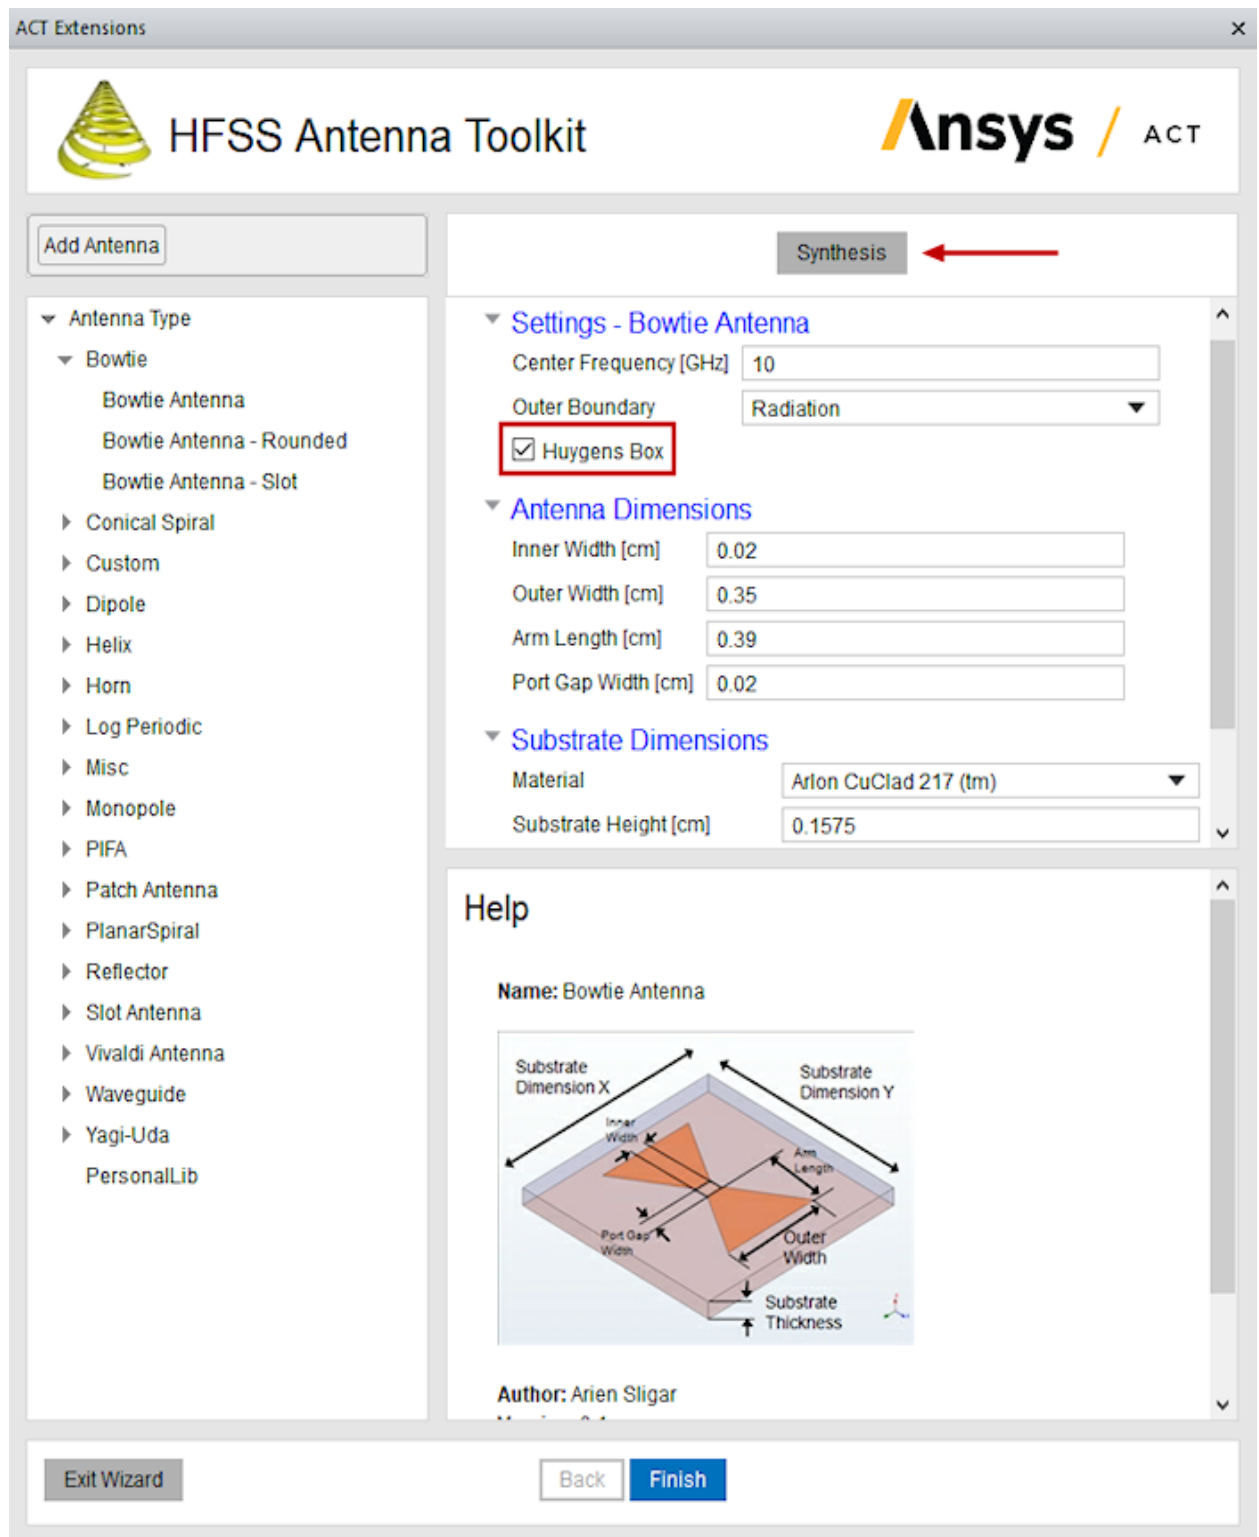 ACT Extensions
HFSS Antenna Toolkit
Ansys / ACT
Add Antenna
Synthesis
Antenna Type
Bowtie
Bowtie Antenna
Bowtie Antenna - Rounded
Bowtie Antenna - Slot
Conical Spiral
Custom
Dipole
Helix
Horn
Log Periodic
Misc
Monopole
PIFA
Patch Antenna
PlanarSpiral
Reflector
Slot Antenna
Vivaldi Antenna
Waveguide
Yagi-Uda
PersonalLib
Settings - Bowtie Antenna
Center Frequency [GHz] 10
Outer Boundary Radiation
Huygens Box
Antenna Dimensions
Inner Width [cm] 0.02
Outer Width [cm] 0.35
Arm Length [cm] 0.39
Port Gap Width [cm] 0.02
Substrate Dimensions
Material Arlon CuClad 217 (tm)
Substrate Height [cm] 0.1575
Help
Name: Bowtie Antenna
Substrate
Dimension X
Substrate
Dimension Y
Inner
Width
Arm
Length
Port Gap
Width
Outer
Width
Substrate
Thickness
Author: Arien Sligar
Exit Wizard
Back
Finish